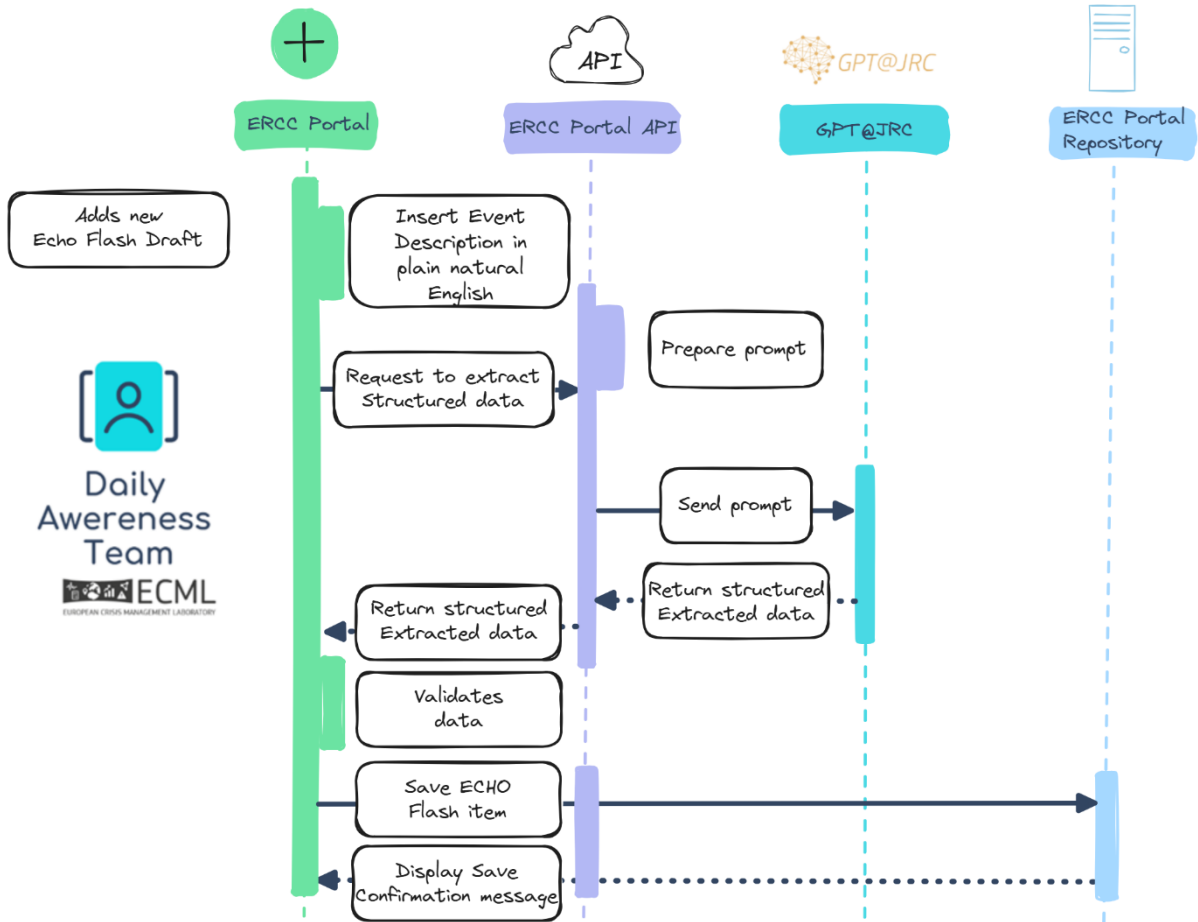 API
GPT@JRC
ERCC Portal
ERCC Portal API
GPT@JRC
ERCC Portal
Repository
Adds new
Echo Flash Draft
Insert Event
Description in
plain natural
English
Prepare prompt
Request to extract
Structured data
Daily
Awereness
Team
ECML
EUROPEAN CRISIS MANAGEMENT LABORATORY
Send prompt
Return structured
Extracted data
Return structured
Extracted data
Validates
data
Save ECHO
Flash item
Display Save
Confirmation message